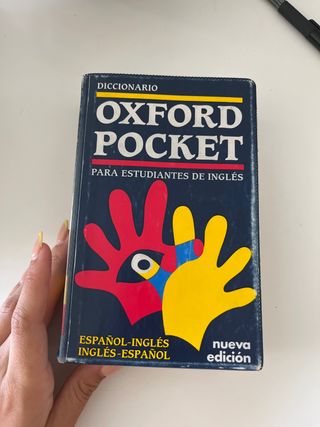 DICCIONARIO
OXFORD
POCKET
PARA ESTUDIANTES DE INGLÉS
ESPAÑOL-INGLÉS
INGLÉS-ESPAÑOL
nueva
edición